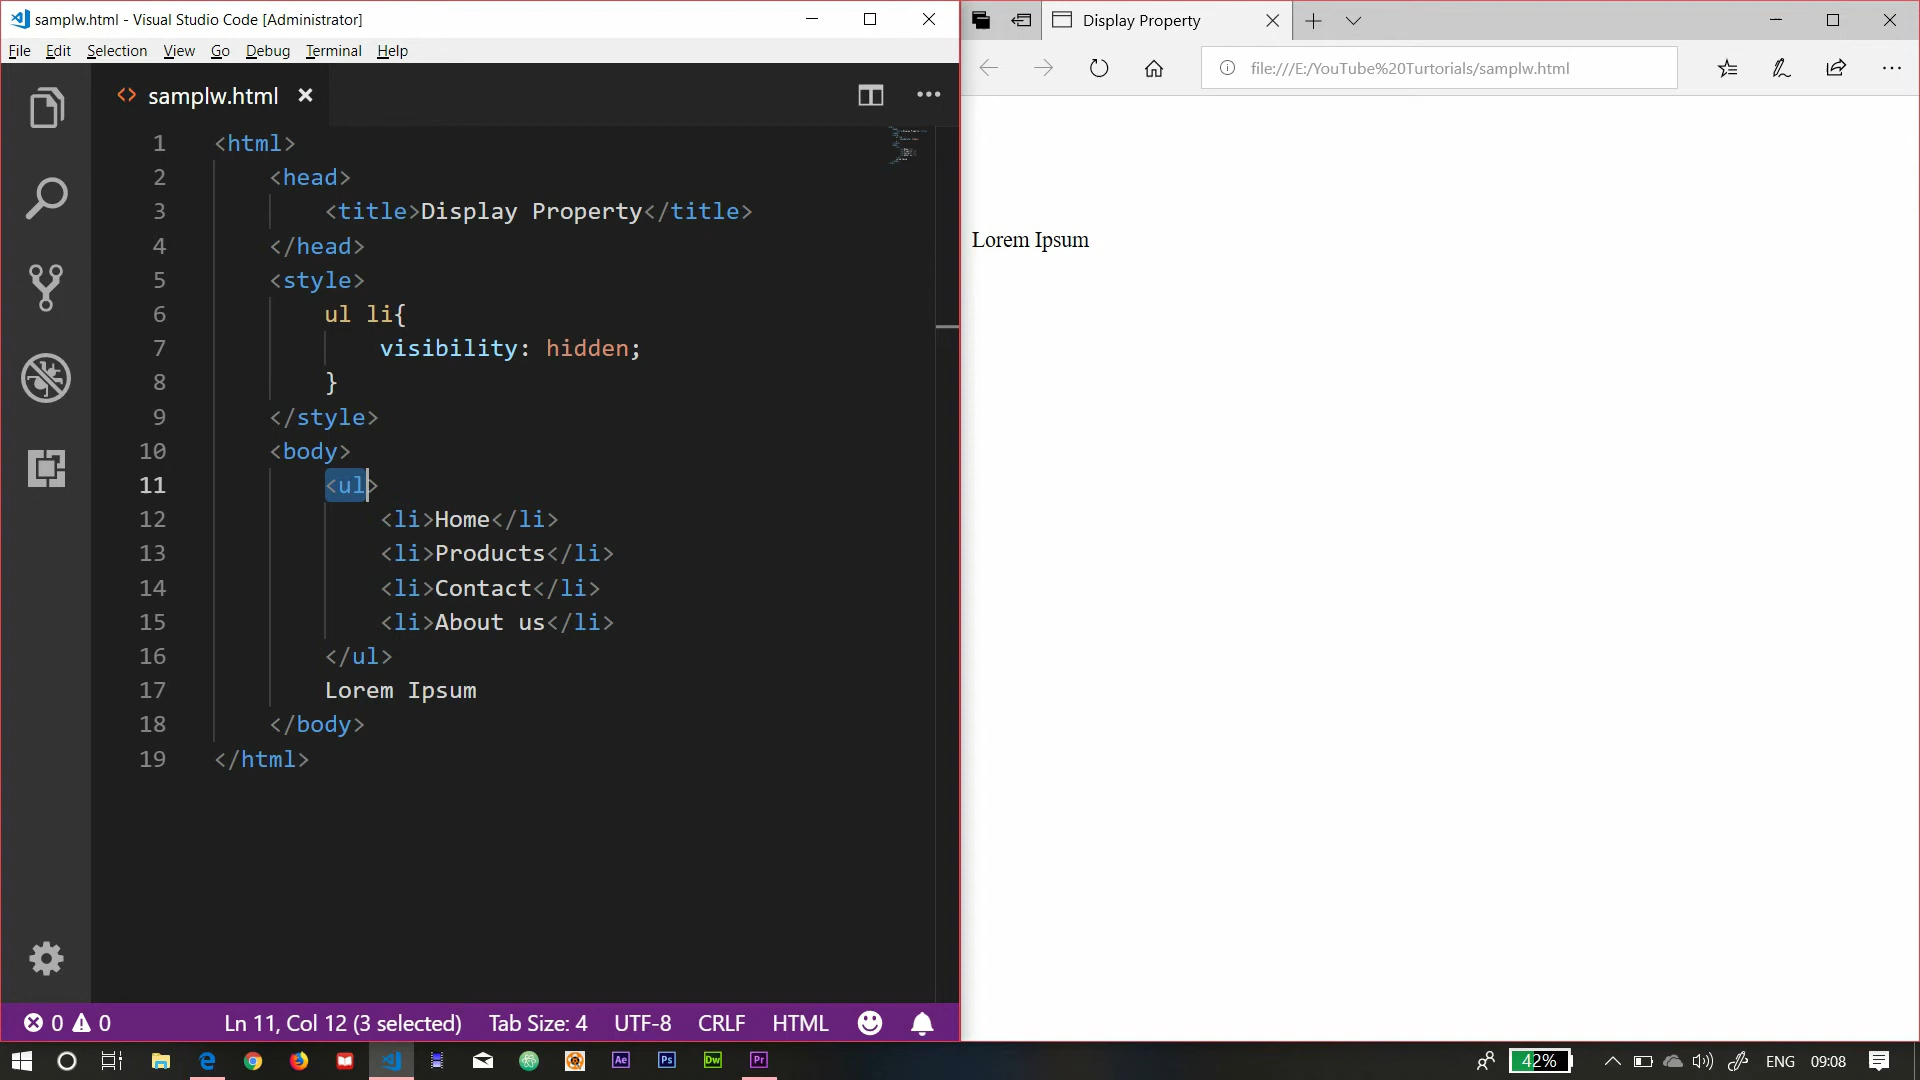 samplw.html - Visual Studio Code [Administrator]
File Edit Selection View Go Debug Terminal Help
samplw.html
1 <html>
2 <head>
3 <title>Display Property</title>
4 </head>
5 <style>
6 ul li{
7 visibility: hidden;
8 }
9 </style>
10 <body>
11 <ul>
12 <li>Home</li>
13 <li>Products</li>
14 <li>Contact</li>
15 <li>About us</li>
16 </ul>
17 Lorem Ipsum
18 </body>
19 </html>
0 0 Ln 11, Col 12 (3 selected) Tab Size: 4 UTF-8 CRLF HTML
Display Property
file:///E:/YouTube%20Turtorials/samplw.html
Lorem Ipsum
Ae Ps Dw Pr 42% ENG 09:08